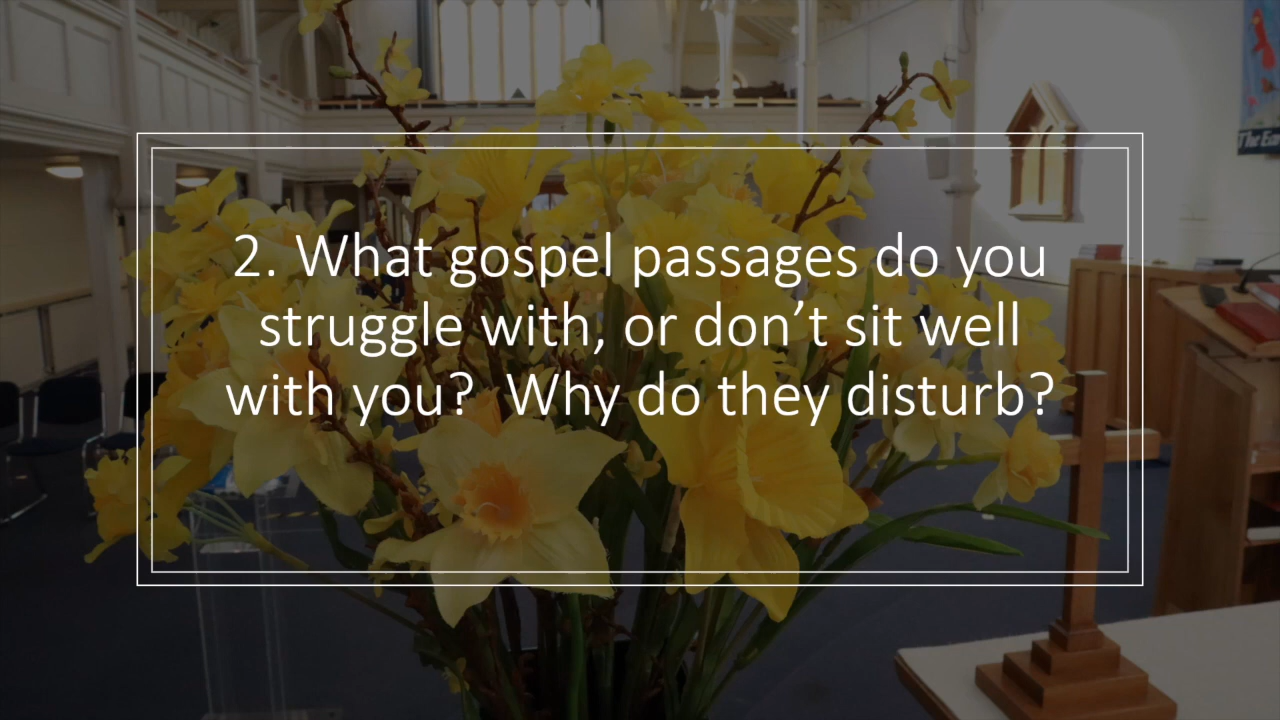 2. What gospel passages do you
struggle with, or don’t sit well
with you?  Why do they disturb?